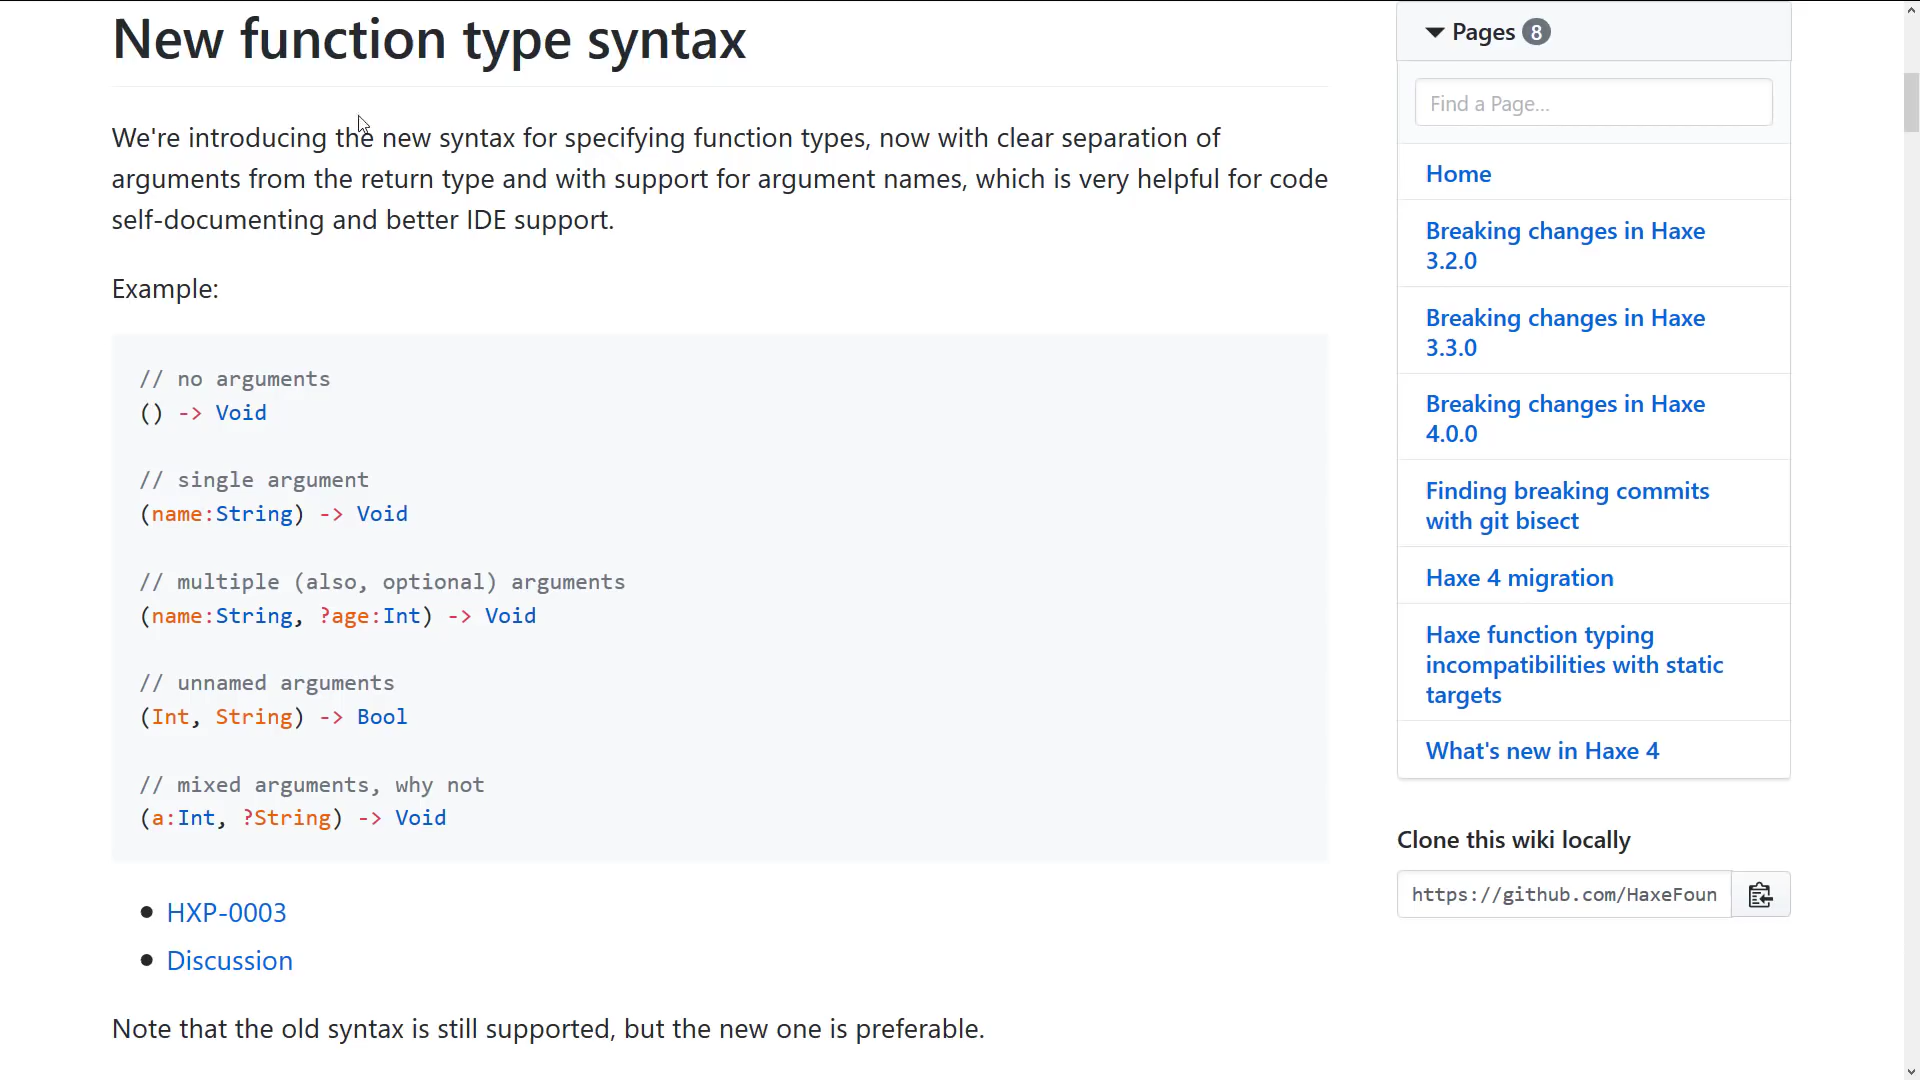 New function type syntax
We're introducing the new syntax for specifying function types, now with clear separation of
arguments from the return type and with support for argument names, which is very helpful for code
self-documenting and better IDE support.
Example:
// no arguments
() -> Void
// single argument
(name:String) -> Void
// multiple (also, optional) arguments
(name:String, ?age:Int) -> Void
// unnamed arguments
(Int, String) -> Bool
// mixed arguments, why not
(a:Int, ?String) -> Void
HXP-0003
Discussion
Note that the old syntax is still supported, but the new one is preferable.
Pages 8
Find a Page...
Home
Breaking changes in Haxe
3.2.0
Breaking changes in Haxe
3.3.0
Breaking changes in Haxe
4.0.0
Finding breaking commits
with git bisect
Haxe 4 migration
Haxe function typing
incompatibilities with static
targets
What's new in Haxe 4
Clone this wiki locally
https://github.com/HaxeFoun